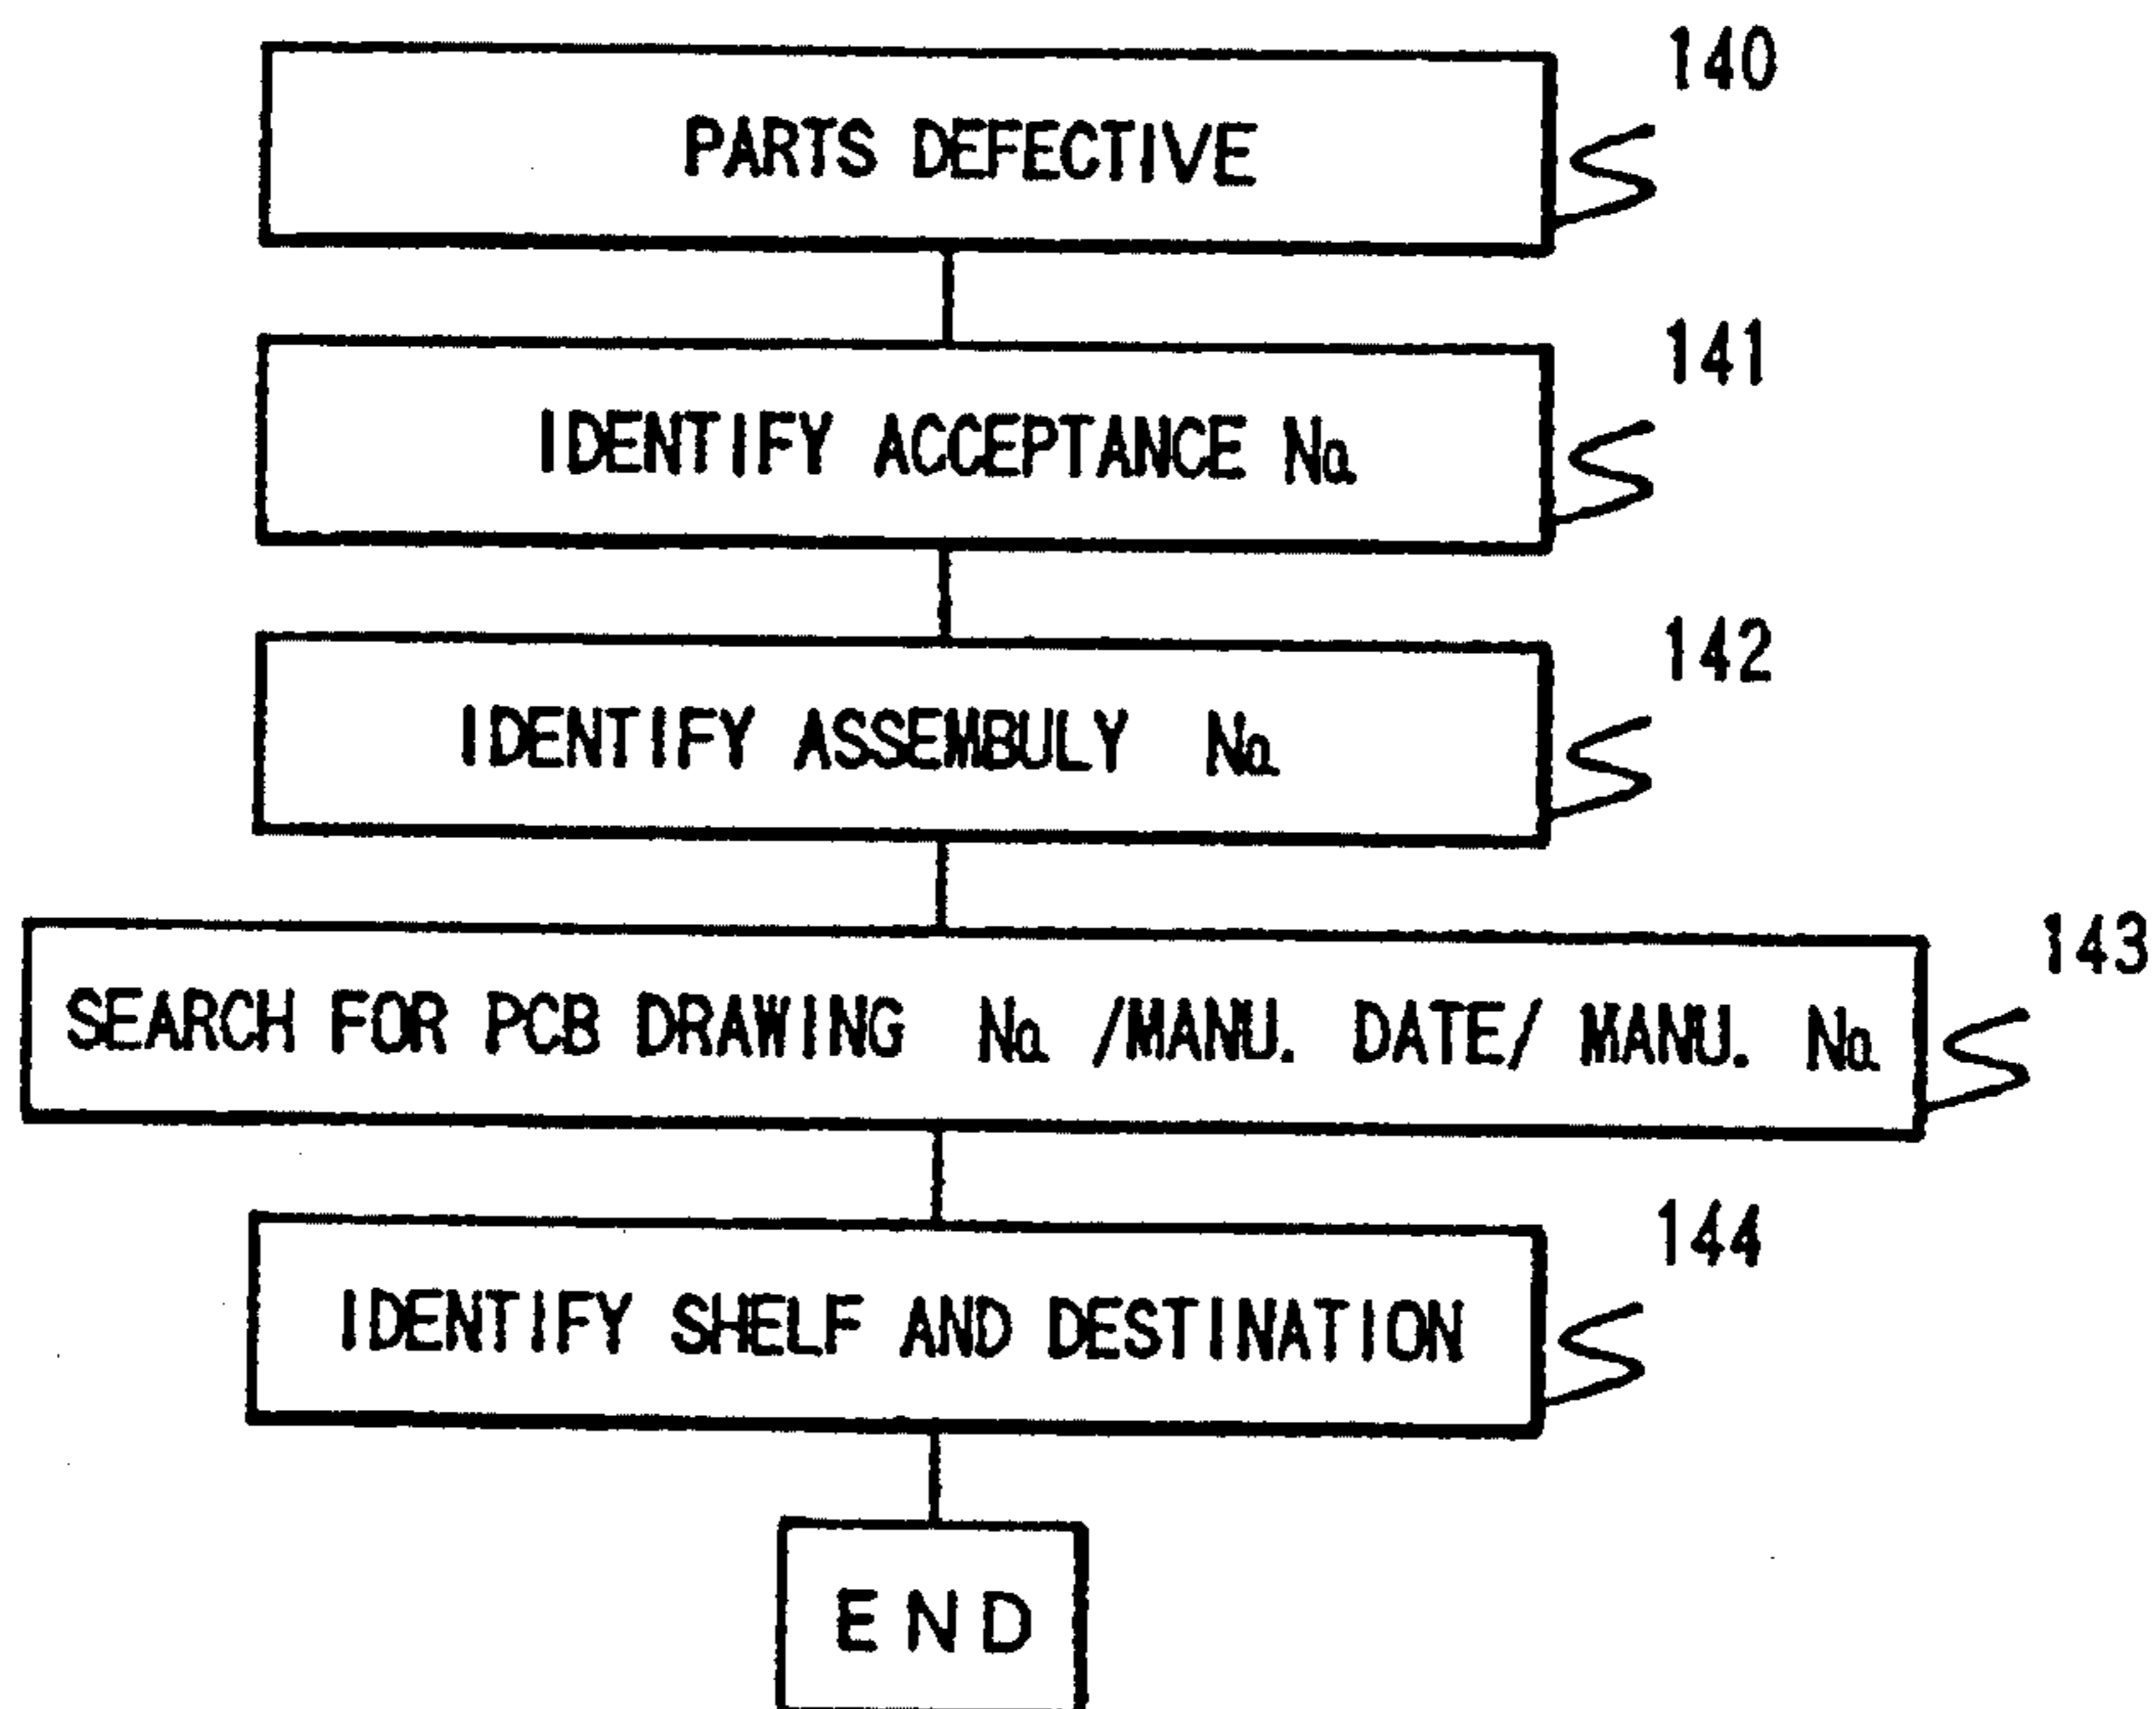 140
PARTS DEFECTIVE
141
IDENTIFY ACCEPTANCE No.
142
IDENTIFY ASSEMBULY No.
143
SEARCH FOR PCB DRAWING No. /MANU. DATE/ MANU. No.
144
IDENTIFY SHELF AND DESTINATION
END